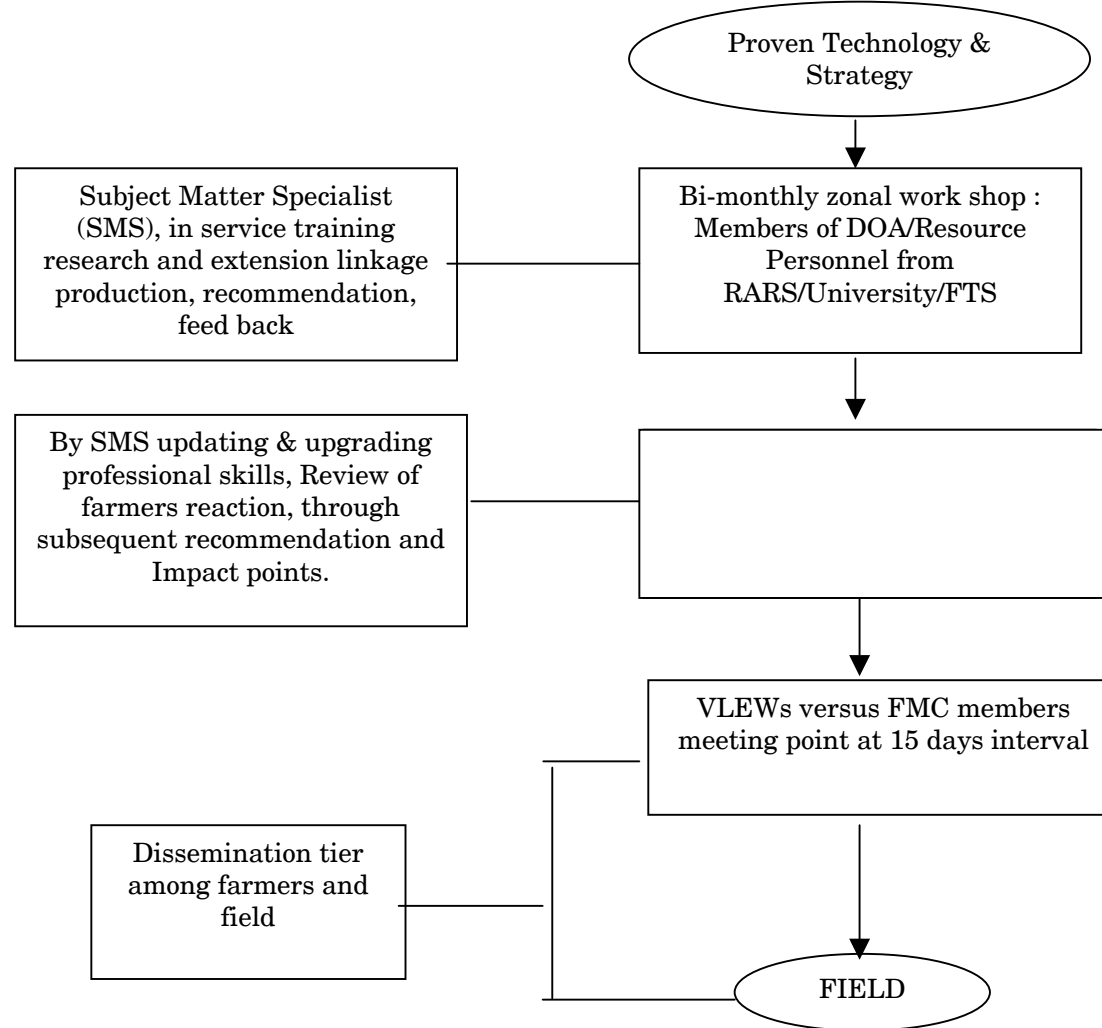 Proven Technology &
Strategy
Subject Matter Specialist
(SMS), in service training
research and extension linkage
production, recommendation,
feed back
Bi-monthly zonal work shop :
Members of DOA/Resource
Personnel from
RARS/University/FTS
By SMS updating & upgrading
professional skills, Review of
farmers reaction, through
subsequent recommendation and
Impact points.
VLEWs versus FMC members
meeting point at 15 days interval
Dissemination tier
among farmers and
field
FIELD